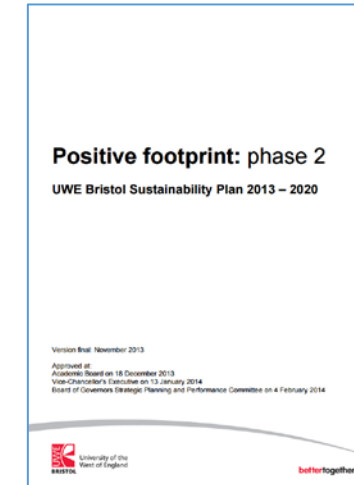 Positive footprint: phase 2
UWE Bristol Sustainability Plan 2013 – 2020
Version final: November 2013
Approved at:
Academic Board on 18 December 2013
Vice-Chancellor's Executive on 13 January 2014
Board of Governors Strategic Planning and Performance Committee on 4 February 2014
UWE
BRISTOL
University of the
West of England
bettertogether